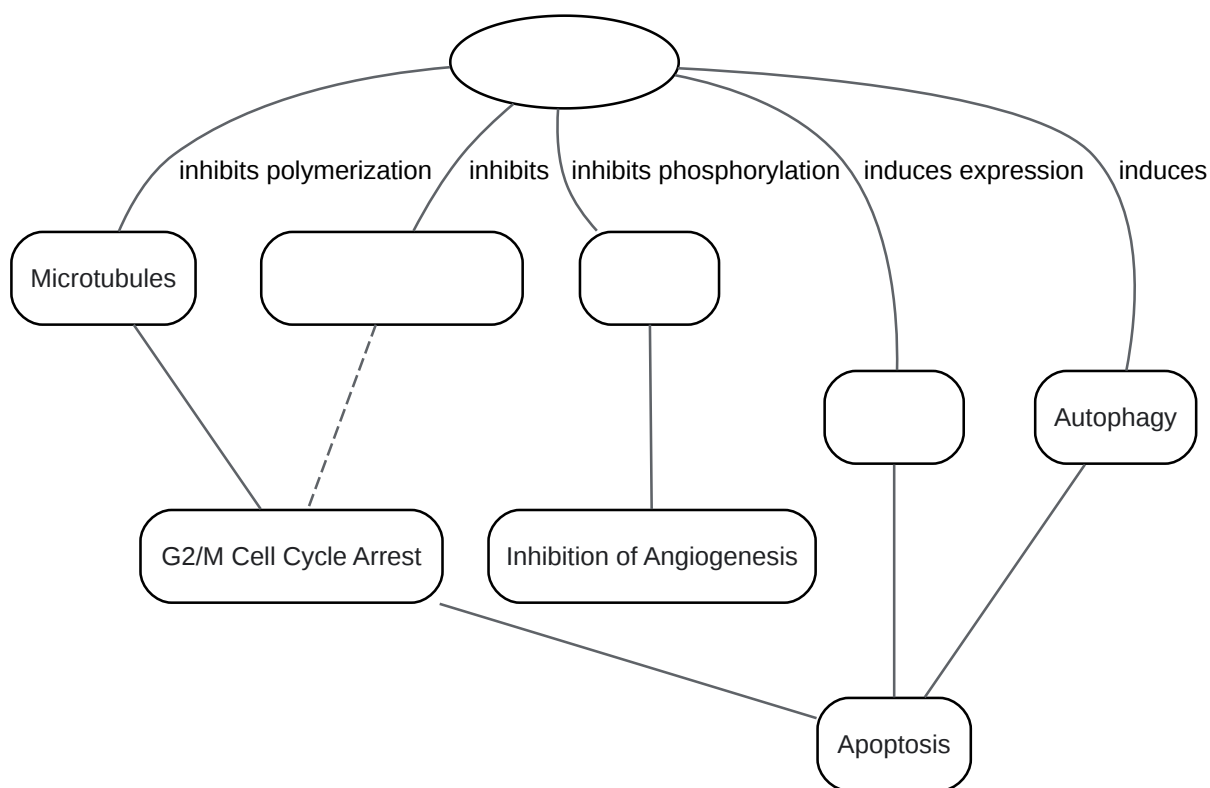 inhibits polymerization
inhibits
inhibits phosphorylation
induces expression
induces
Microtubules
Autophagy
G2/M Cell Cycle Arrest
Inhibition of Angiogenesis
Apoptosis